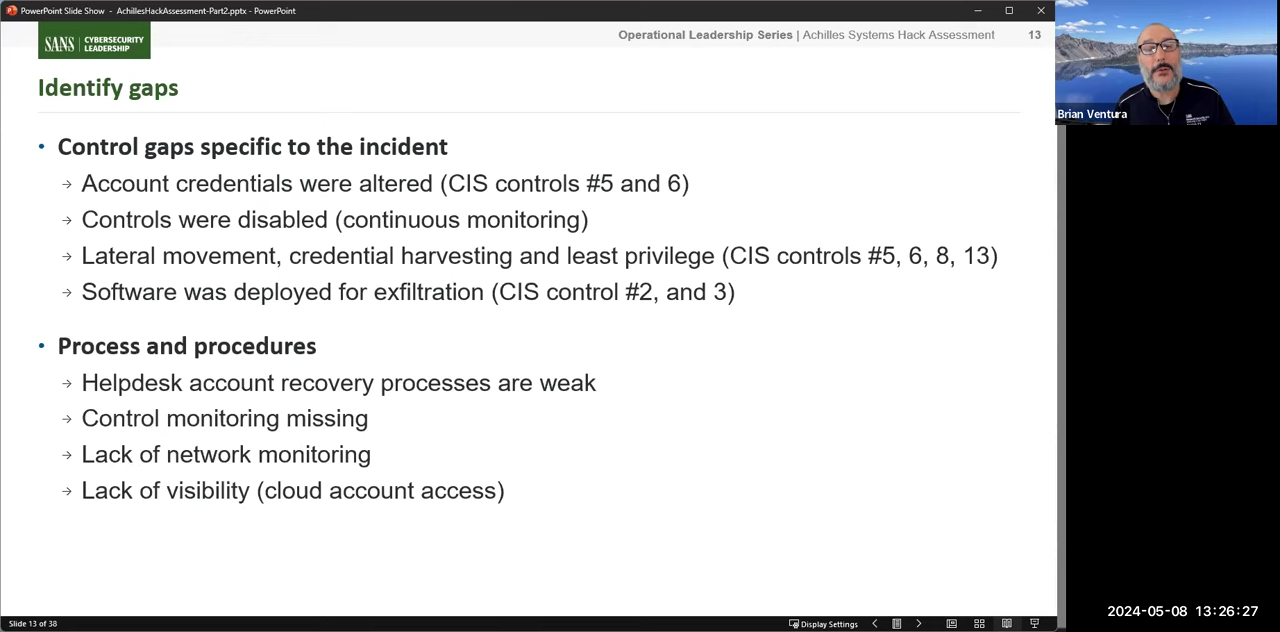 PowerPoint Slide Show - AchillesHackAssessment-Part2.pptx - PowerPoint
SANS | CYBERSECURITY LEADERSHIP
Operational Leadership Series | Achilles Systems Hack Assessment 13
Identify gaps
• Control gaps specific to the incident
→ Account credentials were altered (CIS controls #5 and 6)
→ Controls were disabled (continuous monitoring)
→ Lateral movement, credential harvesting and least privilege (CIS controls #5, 6, 8, 13)
→ Software was deployed for exfiltration (CIS control #2, and 3)
• Process and procedures
→ Helpdesk account recovery processes are weak
→ Control monitoring missing
→ Lack of network monitoring
→ Lack of visibility (cloud account access)
Brian Ventura
2024-05-08 13:26:27
Slide 13 of 38
Display Settings